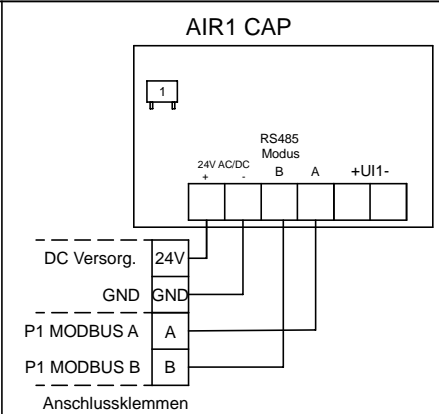 AIR1 CAP
1
RS485
Modus
24V AC/DC
+ - B A +UI1-
DC Versorg. 24V
GND GND
P1 MODBUS A A
P1 MODBUS B B
Anschlussklemmen